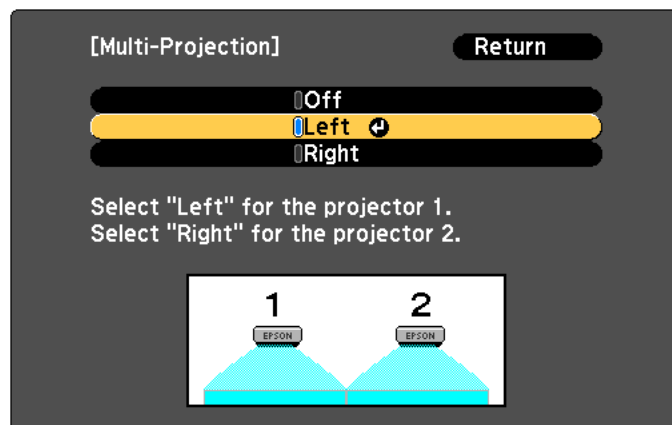 [Multi-Projection] Return
Off
Left
Right
Select "Left" for the projector 1.
Select "Right" for the projector 2.
1 2
EPSON EPSON